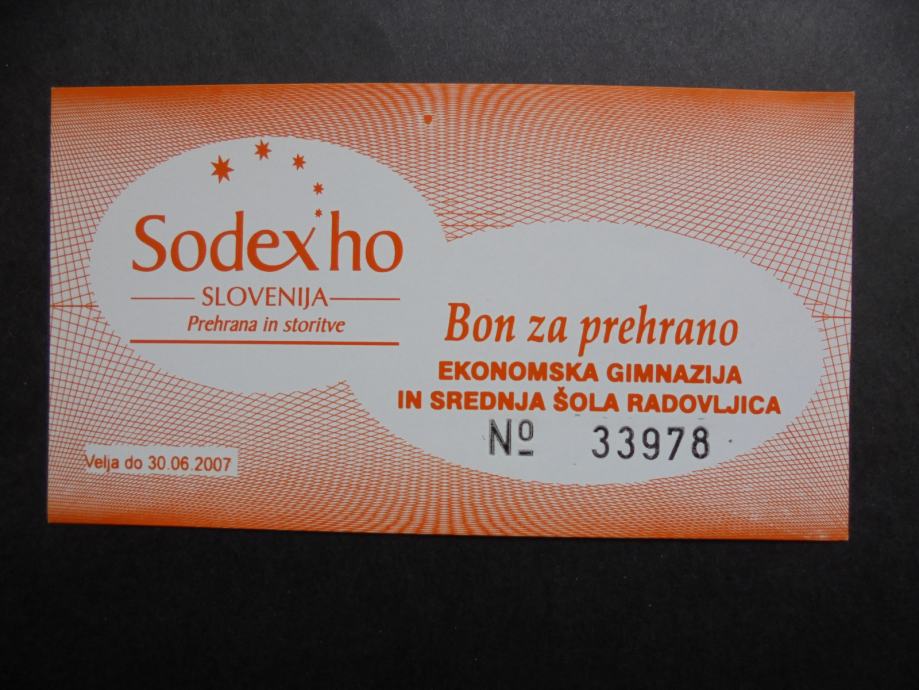 Sodexho
SLOVENIJA
Prehrana in storitve
Bon za prehrano
EKONOMSKA GIMNAZIJA
IN SREDNJA ŠOLA RADOVLJICA
Nº 33978
Velja do 30.06.2007